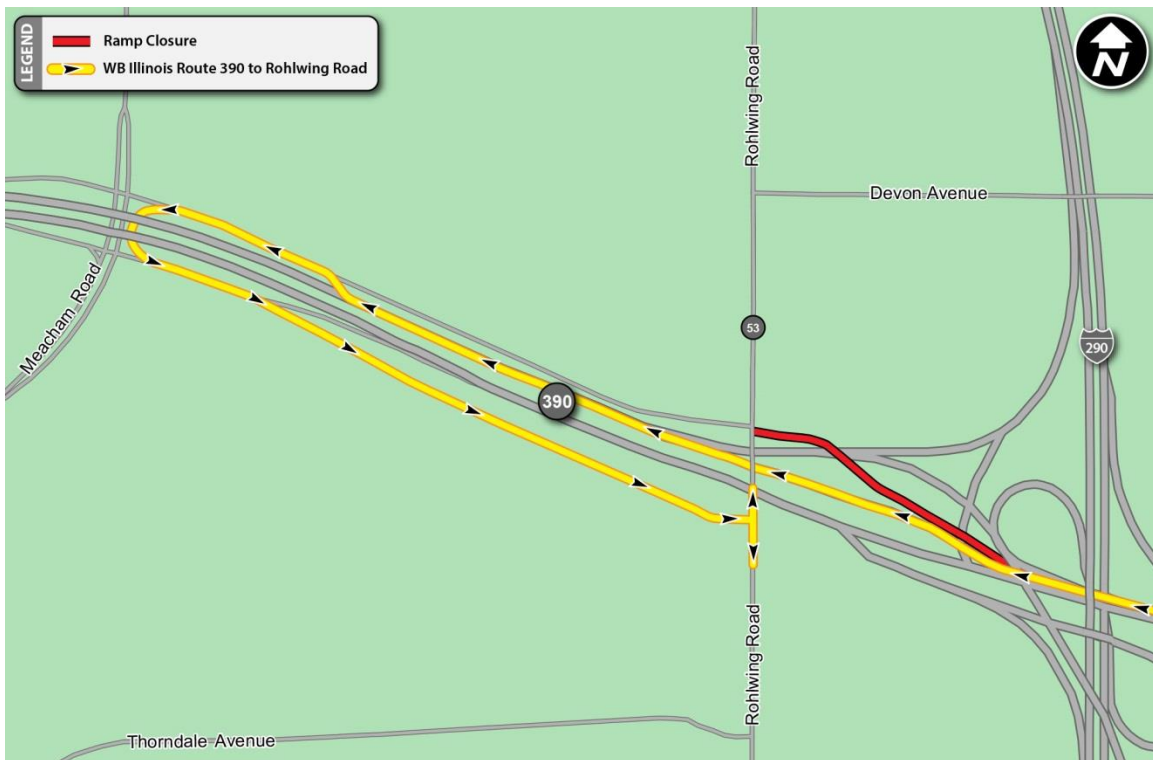 LEGEND
Ramp Closure
WB Illinois Route 390 to Rohlwing Road
N
Rohlwing Road
Devon Avenue
Meacham Road
53
290
390
Rohlwing Road
Thorndale Avenue